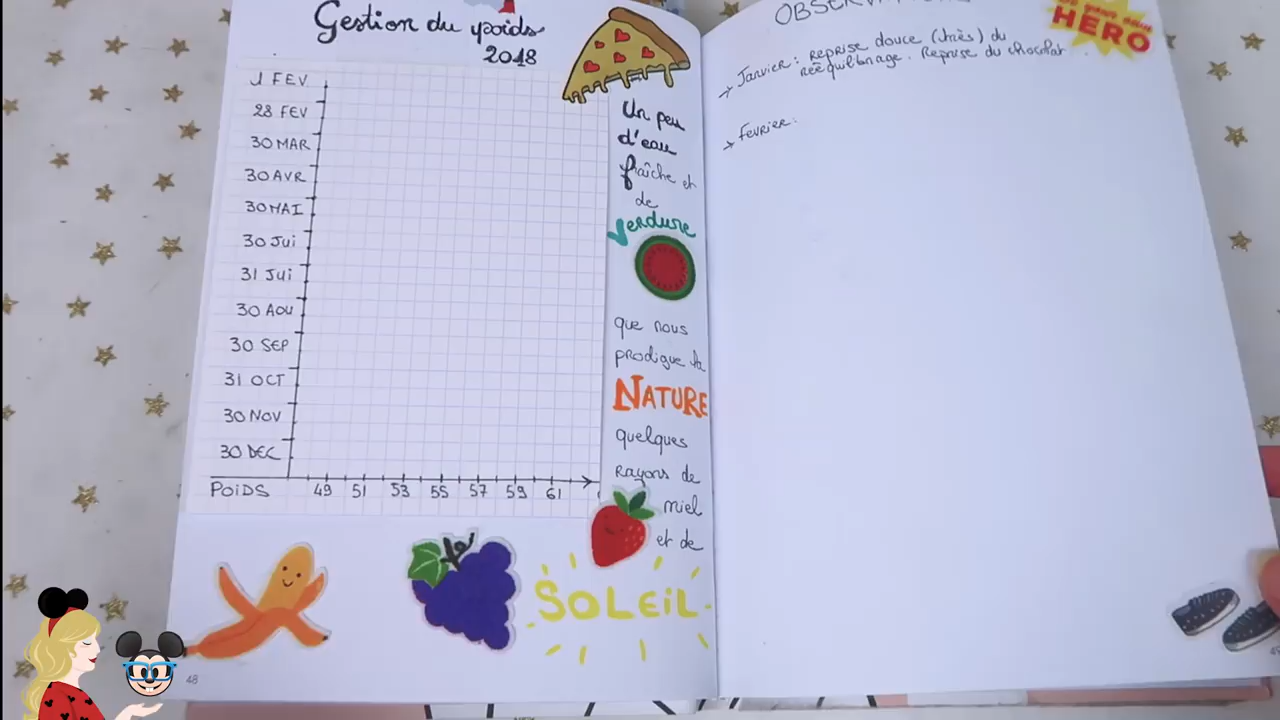 Gestion du poids
2018
1 FEV
28 FEV
30 MAR
30 AVR
30 MAI
30 Jui
31 Jui
30 Aou
30 SEP
31 OCT
30 NOV
30 DEC
POIDS 49 51 53 55 57 59 61
Un peu
d'eau
fraîche et
de
Verdure
que nous
prodigue la
NATURE
quelques
rayons de
miel
et de
SOLEIL
48
→ Janvier : reprise douce (très) du
rééquilibrage. Reprise du chocolat
→ Fevrier :
HERO